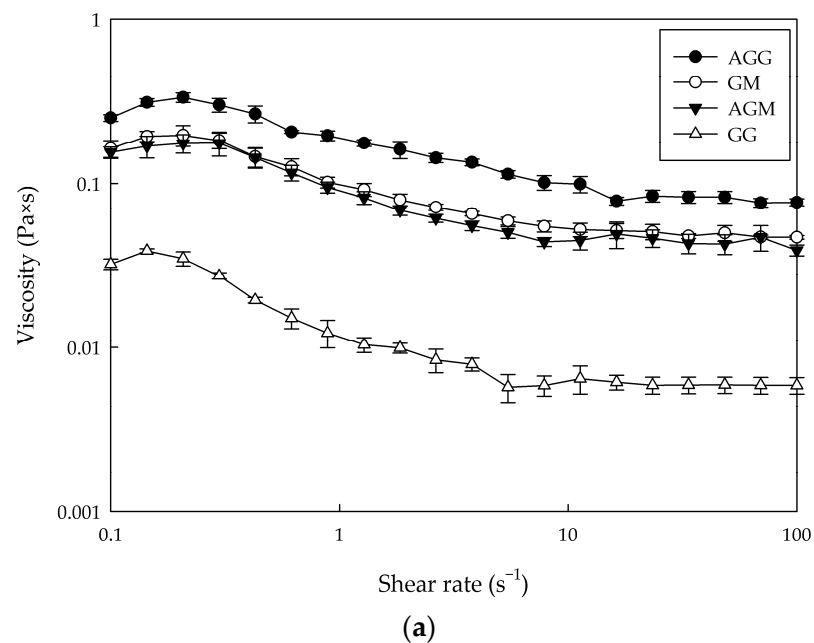 1
AGG
GM
AGM
GG
0.1
Viscosity (Pa×s)
0.01
0.001
0.1
1
10
100
Shear rate (s⁻¹)
(a)